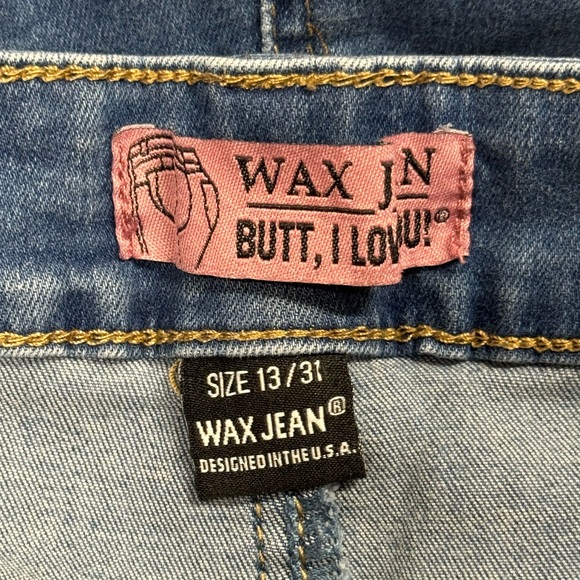 WAX JN
BUTT, I LOVU!®
SIZE 13/31
WAX JEAN®
DESIGNED IN THE U.S.A.